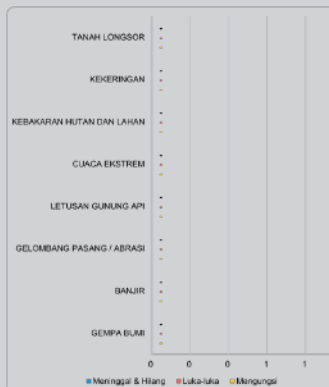 TANAH LONGSOR
KEKERINGAN
KEBAKARAN HUTAN DAN LAHAN
CUACA EKSTREM
LETUSAN GUNUNG API
GELOMBANG PASANG / ABRASI
BANJIR
GEMPA BUMI
0 0 0 1 1
Meninggal & Hilang Luka-luka Mengungsi